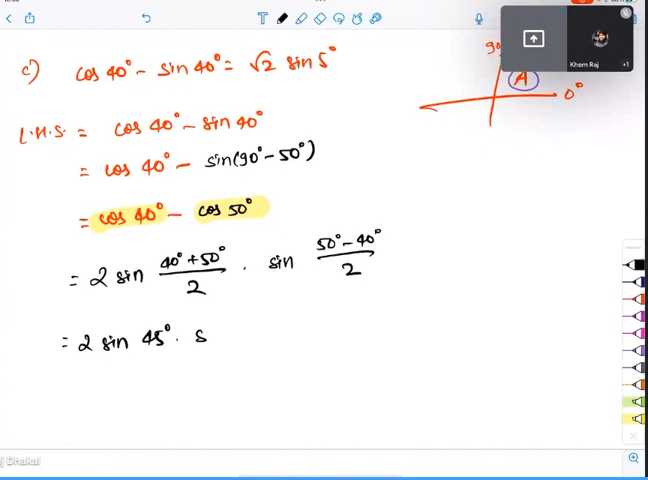 c) cos 40° − sin 40° = √2 sin 5°
90
A
0°
Khem Raj
+1
L.H.S. = cos 40° − sin 40°
= cos 40° − sin(90° − 50°)
= cos 40° − cos 50°
= 2 sin (40° + 50°)/2 . sin (50° − 40°)/2
= 2 sin 45° . s
j Dhakal